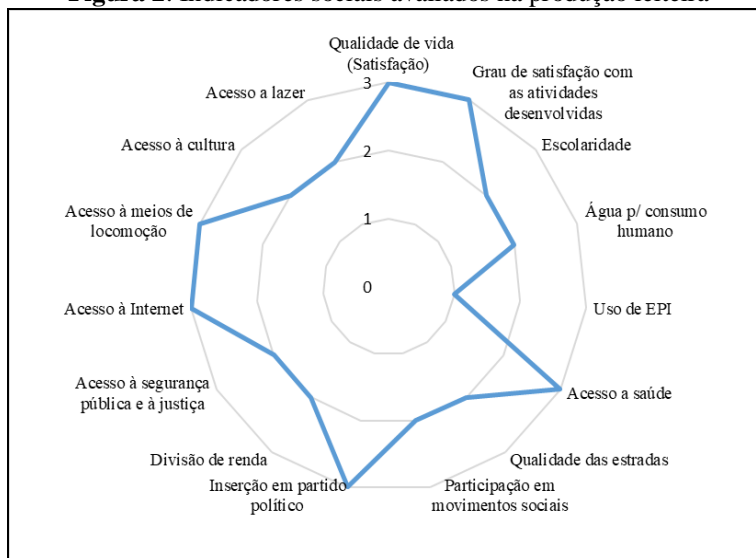 Qualidade de vida
(Satisfação)
Grau de satisfação com
as atividades
desenvolvidas
Escolaridade
Água p/ consumo
humano
Uso de EPI
Acesso a saúde
Qualidade das estradas
Participação em
movimentos sociais
Inserção em partido
político
Divisão de renda
Acesso à segurança
pública e à justiça
Acesso à Internet
Acesso à meios de
locomoção
Acesso à cultura
Acesso a lazer
3
2
1
0